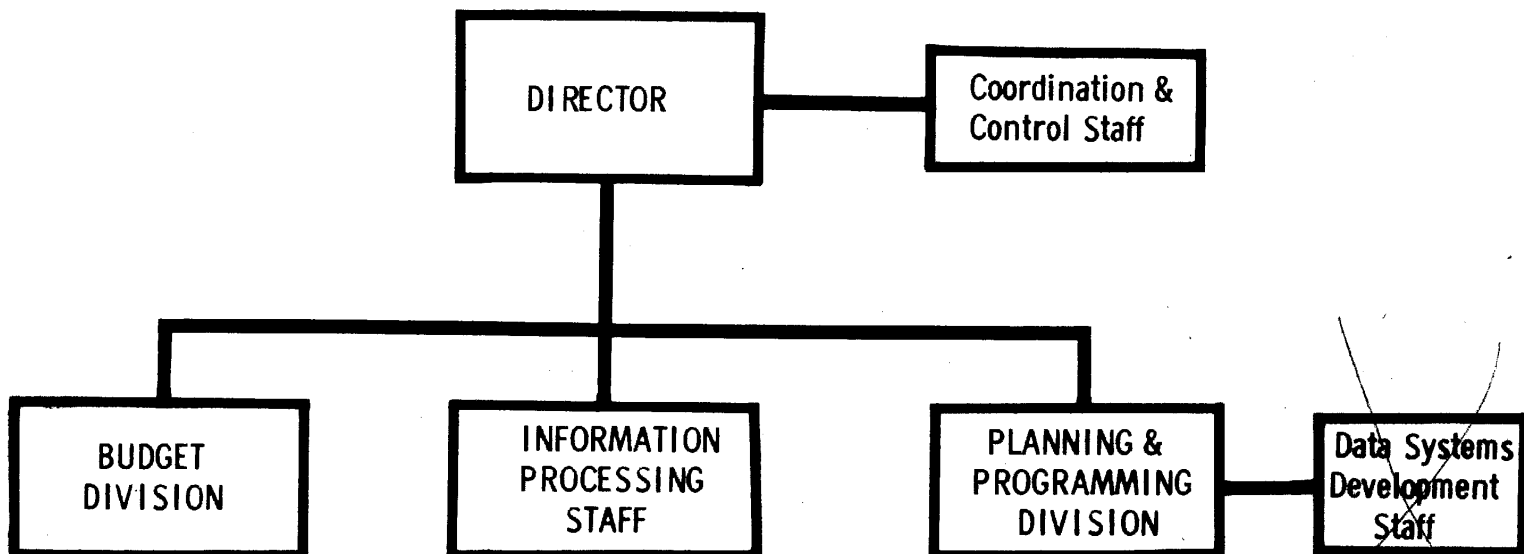 DIRECTOR
Coordination &
Control Staff
BUDGET
DIVISION
INFORMATION
PROCESSING
STAFF
PLANNING &
PROGRAMMING
DIVISION
Data Systems
Development
Staff